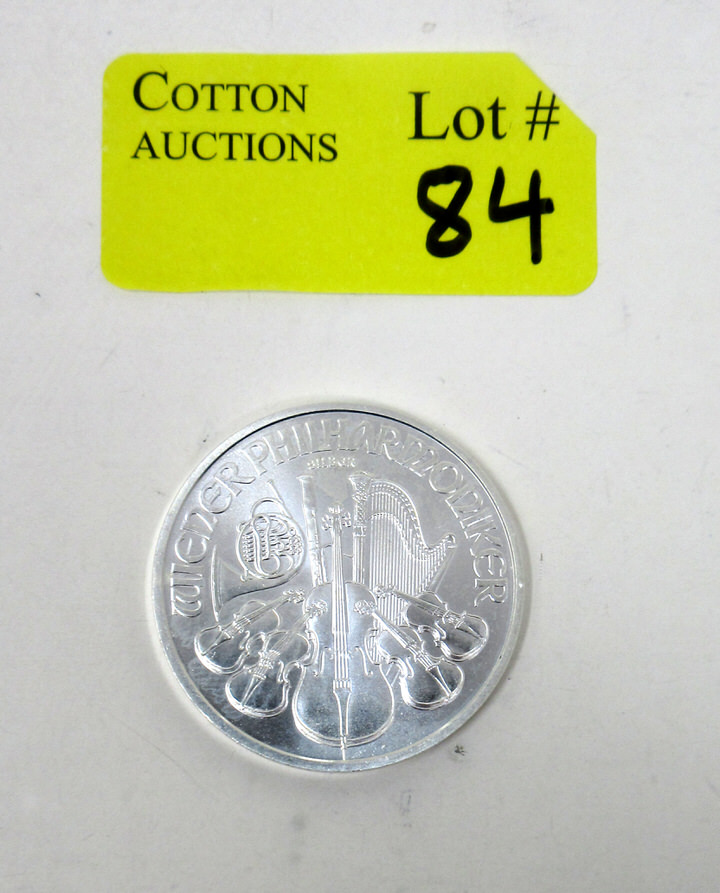 COTTON
AUCTIONS
Lot #
84
WIENER PHILHARMONIKER
SILBER